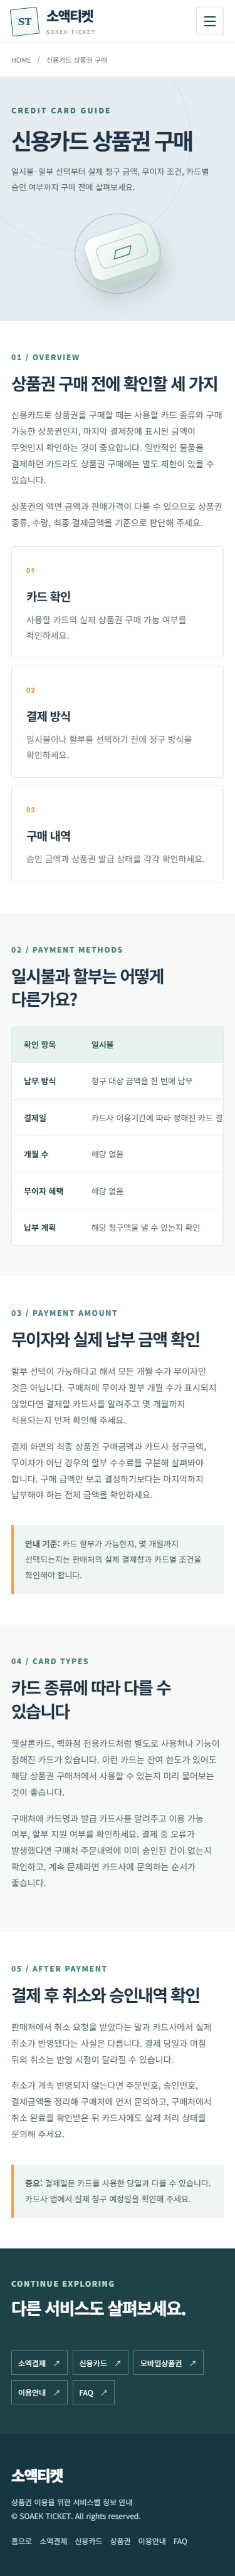 ST
소액티켓
SOAEK TICKET
HOME / 신용카드 상품권 구매
CREDIT CARD GUIDE
신용카드 상품권 구매
일시불·할부 선택부터 실제 청구 금액, 무이자 조건, 카드별
승인 여부까지 구매 전에 살펴보세요.
01 / OVERVIEW
상품권 구매 전에 확인할 세 가지
신용카드로 상품권을 구매할 때는 사용할 카드 종류와 구매
가능한 상품권인지, 마지막 결제창에 표시된 금액이
무엇인지 확인하는 것이 중요합니다. 일반적인 물품을
결제하던 카드라도 상품권 구매에는 별도 제한이 있을 수
있습니다.
상품권의 액면 금액과 판매가격이 다를 수 있으므로 상품권
종류, 수량, 최종 결제금액을 기준으로 판단해 주세요.
01
카드 확인
사용할 카드의 실제 상품권 구매 가능 여부를
확인하세요.
02
결제 방식
일시불이나 할부를 선택하기 전에 청구 방식을
확인하세요.
03
구매 내역
승인 금액과 상품권 발급 상태를 각각 확인하세요.
02 / PAYMENT METHODS
일시불과 할부는 어떻게
다른가요?
확인 항목 일시불
납부 방식 청구 대상 금액을 한 번에 납부
결제일 카드사 이용기간에 따라 정해진 카드 결
개월 수 해당 없음
무이자 혜택 해당 없음
납부 계획 해당 청구액을 낼 수 있는지 확인
03 / PAYMENT AMOUNT
무이자와 실제 납부 금액 확인
할부 선택이 가능하다고 해서 모든 개월 수가 무이자인
것은 아닙니다. 구매처에 무이자 할부 개월 수가 표시되지
않았다면 결제할 카드사를 알려주고 몇 개월까지
적용되는지 먼저 확인해 주세요.
결제 화면의 최종 상품권 구매금액과 카드사 청구금액,
무이자가 아닌 경우의 할부 수수료를 구분해 살펴봐야
합니다. 구매 금액만 보고 결정하기보다는 마지막까지
납부해야 하는 전체 금액을 확인하세요.
안내 기준: 카드 할부가 가능한지, 몇 개월까지
선택되는지는 판매처의 실제 결제창과 카드별 조건을
확인해야 합니다.
04 / CARD TYPES
카드 종류에 따라 다를 수
있습니다
햇살론카드, 백화점 전용카드처럼 별도로 사용처나 기능이
정해진 카드가 있습니다. 이런 카드는 잔여 한도가 있어도
해당 상품권 구매처에서 사용할 수 있는지 미리 물어보는
것이 좋습니다.
구매처에 카드명과 발급 카드사를 알려주고 이용 가능
여부, 할부 지원 여부를 확인하세요. 결제 중 오류가
발생했다면 구매처 주문내역에 이미 승인된 건이 없는지
확인하고, 계속 문제라면 카드사에 문의하는 순서가
좋습니다.
05 / AFTER PAYMENT
결제 후 취소와 승인내역 확인
판매처에서 취소 요청을 받았다는 말과 카드사에서 실제
취소가 반영됐다는 사실은 다릅니다. 결제 당일과 며칠
뒤의 취소는 반영 시점이 달라질 수 있습니다.
취소가 계속 반영되지 않는다면 주문번호, 승인번호,
결제금액을 정리해 구매처에 먼저 문의하고, 구매처에서
취소 완료를 확인받은 뒤 카드사에도 실제 처리 상태를
문의해 주세요.
중요: 결제일은 카드를 사용한 당일과 다를 수 있습니다.
카드사 앱에서 실제 청구 예정일을 확인해 주세요.
CONTINUE EXPLORING
다른 서비스도 살펴보세요.
소액결제 ↗ 신용카드 ↗ 모바일상품권 ↗
이용안내 ↗ FAQ ↗
소액티켓
상품권 이용을 위한 서비스별 정보 안내
© SOAEK TICKET. All rights reserved.
홈으로 소액결제 신용카드 상품권 이용안내 FAQ